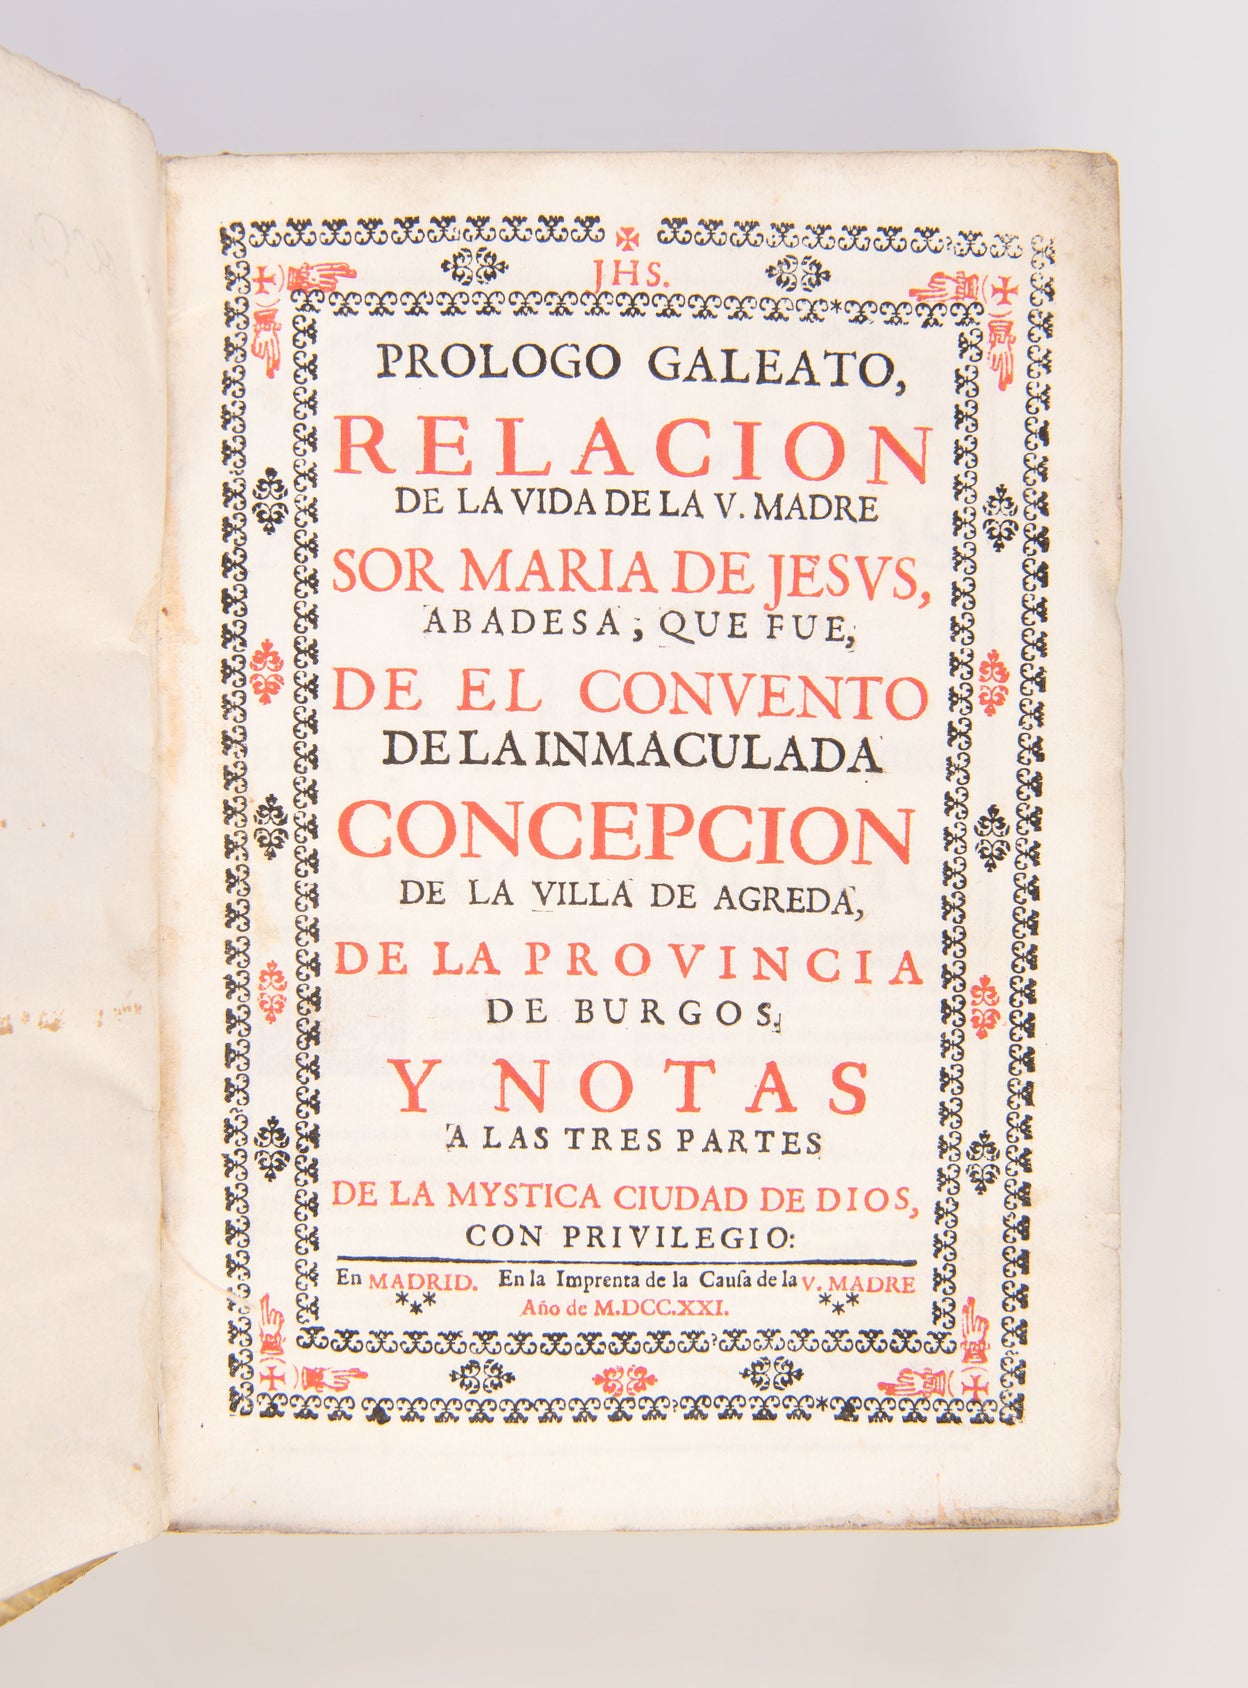 JHS.
PROLOGO GALEATO,
RELACION
DE LA VIDA DE LA V. MADRE
SOR MARIA DE JESVS,
ABADESA, QUE FUE,
DE EL CONVENTO
DE LA INMACULADA
CONCEPCION
DE LA VILLA DE AGREDA,
DE LA PROVINCIA
DE BURGOS,
Y NOTAS
A LAS TRES PARTES
DE LA MYSTICA CIUDAD DE DIOS,
CON PRIVILEGIO:
En MADRID. En la Imprenta de la Cauſa de la V. MADRE
Año de M.DCC.XXI.